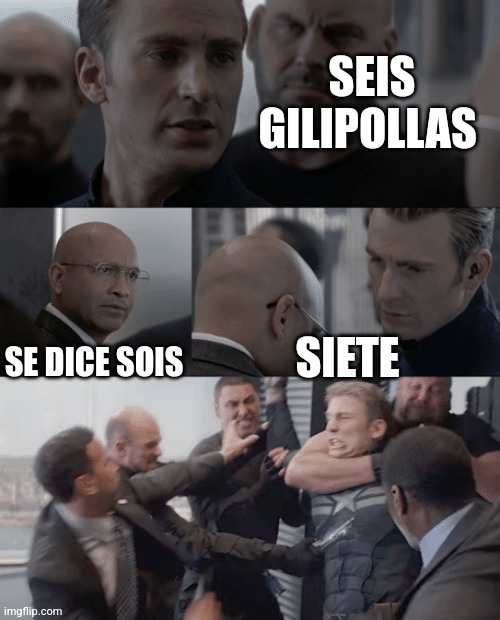 SEIS
GILIPOLLAS
SE DICE SOIS
SIETE
imgflip.com